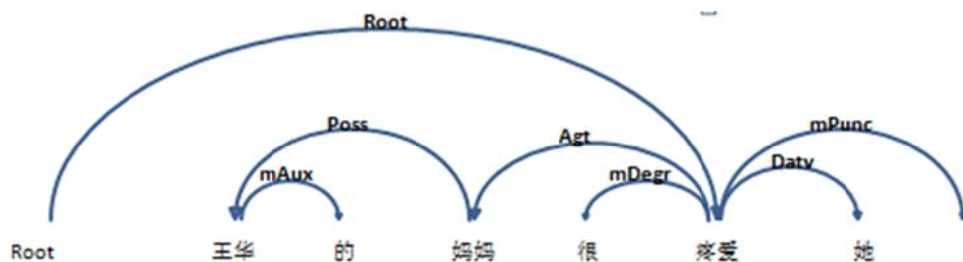 Root
Poss Agt mPunc
mAux mDegr Datv
Root 王华 的 妈妈 很 疼爱 她